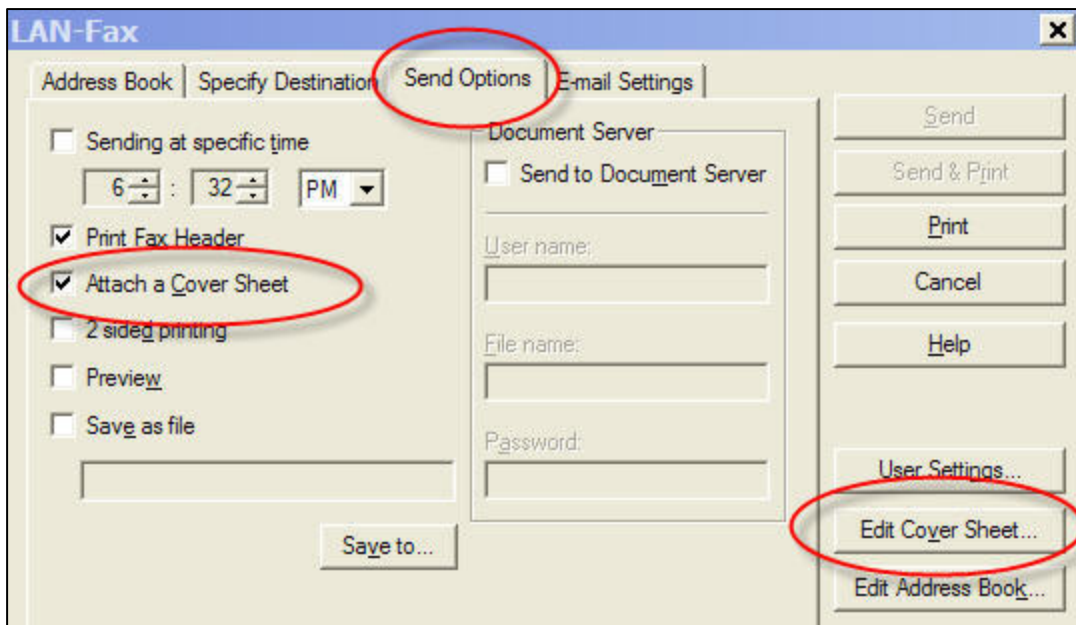 LAN-Fax
Address Book
Specify Destination
Send Options
E-mail Settings
Sending at specific time
6 : 32 PM
Print Fax Header
Attach a Cover Sheet
2 sided printing
Preview
Save as file
Save to...
Document Server
Send to Document Server
User name:
File name:
Password:
Send
Send & Print
Print
Cancel
Help
User Settings...
Edit Cover Sheet...
Edit Address Book...